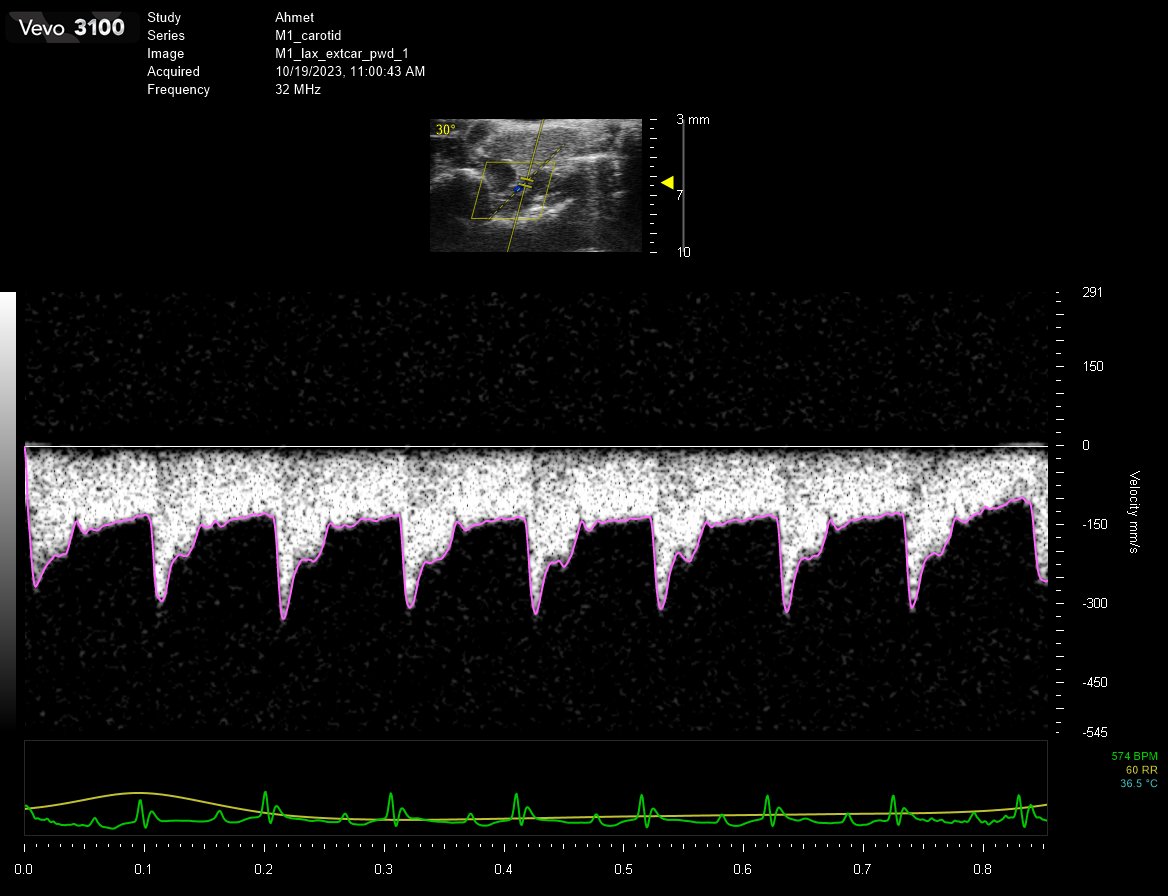 Vevo 3100
Study Ahmet
Series M1_carotid
Image M1_lax_extcar_pwd_1
Acquired 10/19/2023, 11:00:43 AM
Frequency 32 MHz
30°
3 mm
7
10
291
150
0
-150
-300
-450
-545
Velocity mm/s
574 BPM
60 RR
36.5 °C
0.0 0.1 0.2 0.3 0.4 0.5 0.6 0.7 0.8